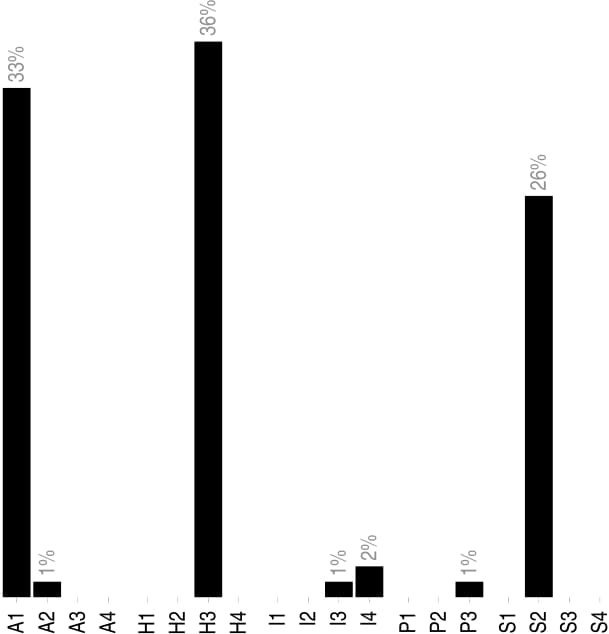 33%
1%
36%
1%
2%
1%
26%
A1
A2
A3
A4
H1
H2
H3
H4
I1
I2
I3
I4
P1
P2
P3
S1
S2
S3
S4